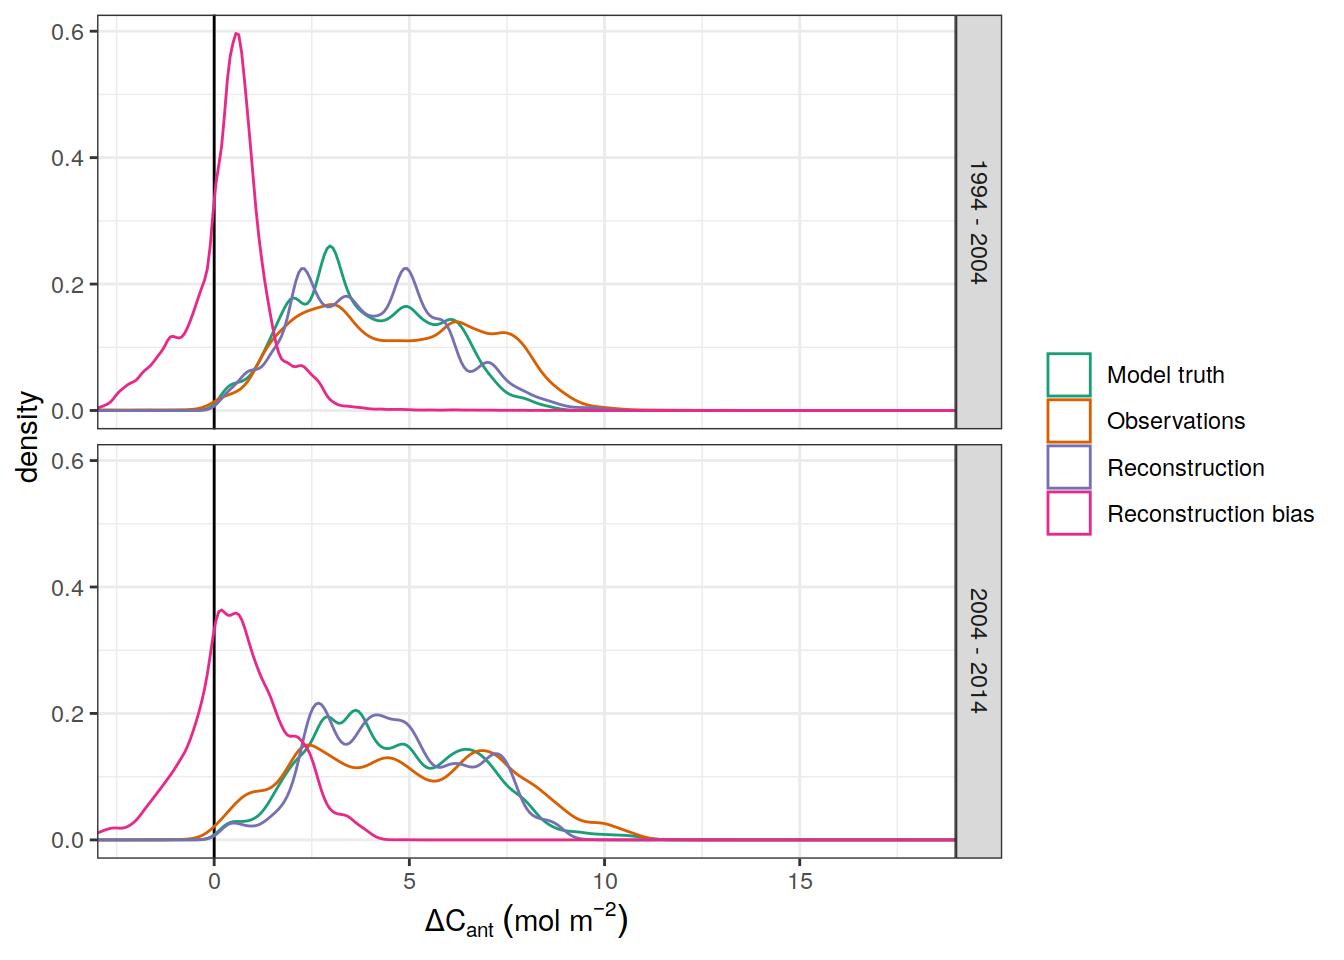 density
0.6
0.4
0.2
0.0
1994 - 2004
0.6
0.4
0.2
0.0
2004 - 2014
0 5 10 15
ΔC_ant (mol m⁻²)
Model truth
Observations
Reconstruction
Reconstruction bias